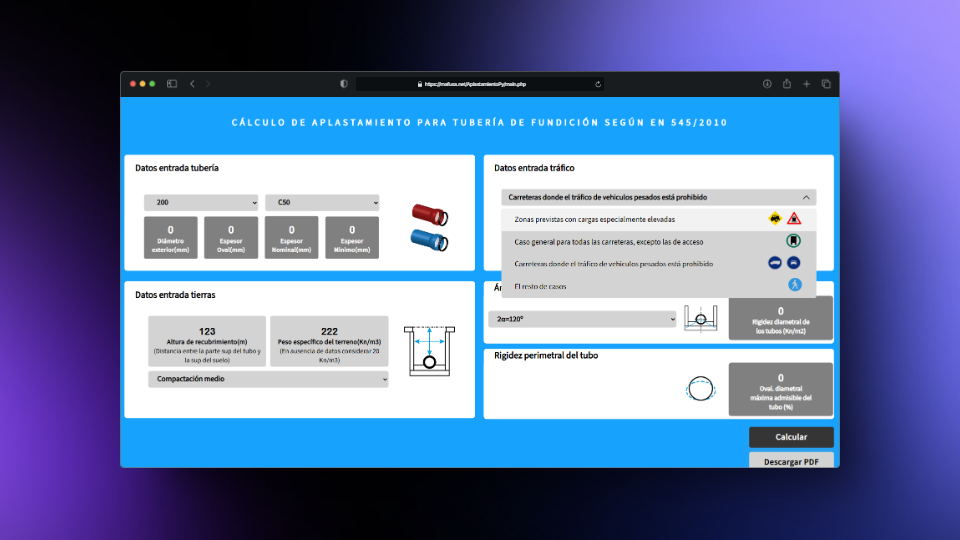 https://mafusa.net/AplastamientoPy/main.php
CÁLCULO DE APLASTAMIENTO PARA TUBERÍA DE FUNDICIÓN SEGÚN EN 545/2010
Datos entrada tubería
200
C50
0
Diámetro
exterior(mm)
0
Espesor
Oval(mm)
0
Espesor
Nominal(mm)
0
Espesor
Mínimo(mm)
Datos entrada tráfico
Carreteras donde el tráfico de vehículos pesados está prohibido
Zonas previstas con cargas especialmente elevadas
Caso general para todas las carreteras, excepto las de acceso
Carreteras donde el tráfico de vehículos pesados está prohibido
El resto de casos
Datos entrada tierras
123
Altura de recubrimiento(m)
(Distancia entre la parte sup del tubo y
la sup del suelo)
222
Peso específico del terreno(Kn/m3)
(En ausencia de datos considerar 20
Kn/m3)
Compactación medio
2α=120º
0
Rigidez diametral de
los tubos (Kn/m2)
Rigidez perimetral del tubo
0
Oval. diametral
máxima admisible del
tubo (%)
Calcular
Descargar PDF